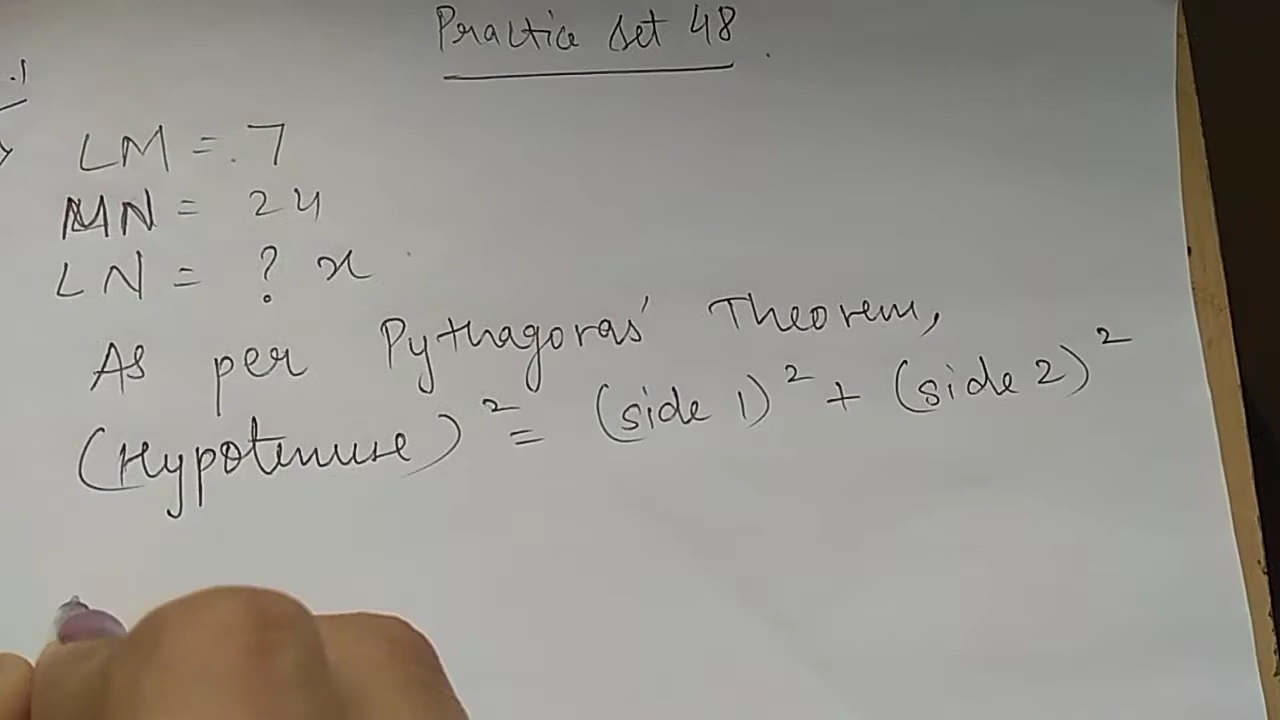 Practice Set 48
.1
LM = 7
MN = 24
LN = ? x
As per Pythagoras' Theorem,
(Hypotenuse)² = (side 1)² + (side 2)²